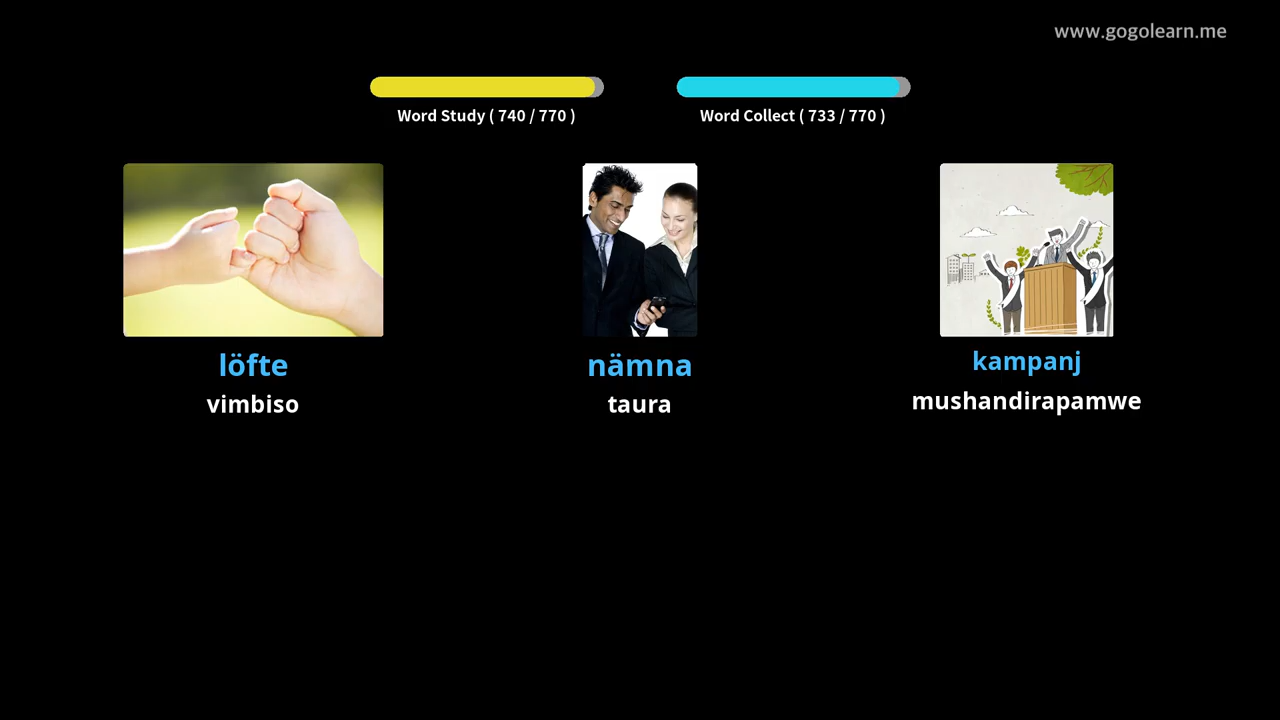 www.gogolearn.me
Word Study ( 740 / 770 )
Word Collect ( 733 / 770 )
löfte
nämna
kampanj
vimbiso
taura
mushandirapamwe